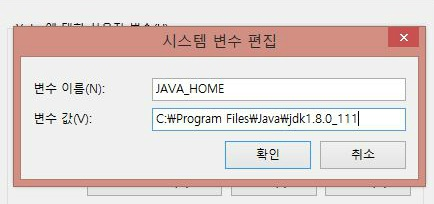 시스템 변수 편집
변수 이름(N):
JAVA_HOME
변수 값(V):
C:₩Program Files₩Java₩jdk1.8.0_111
확인
취소